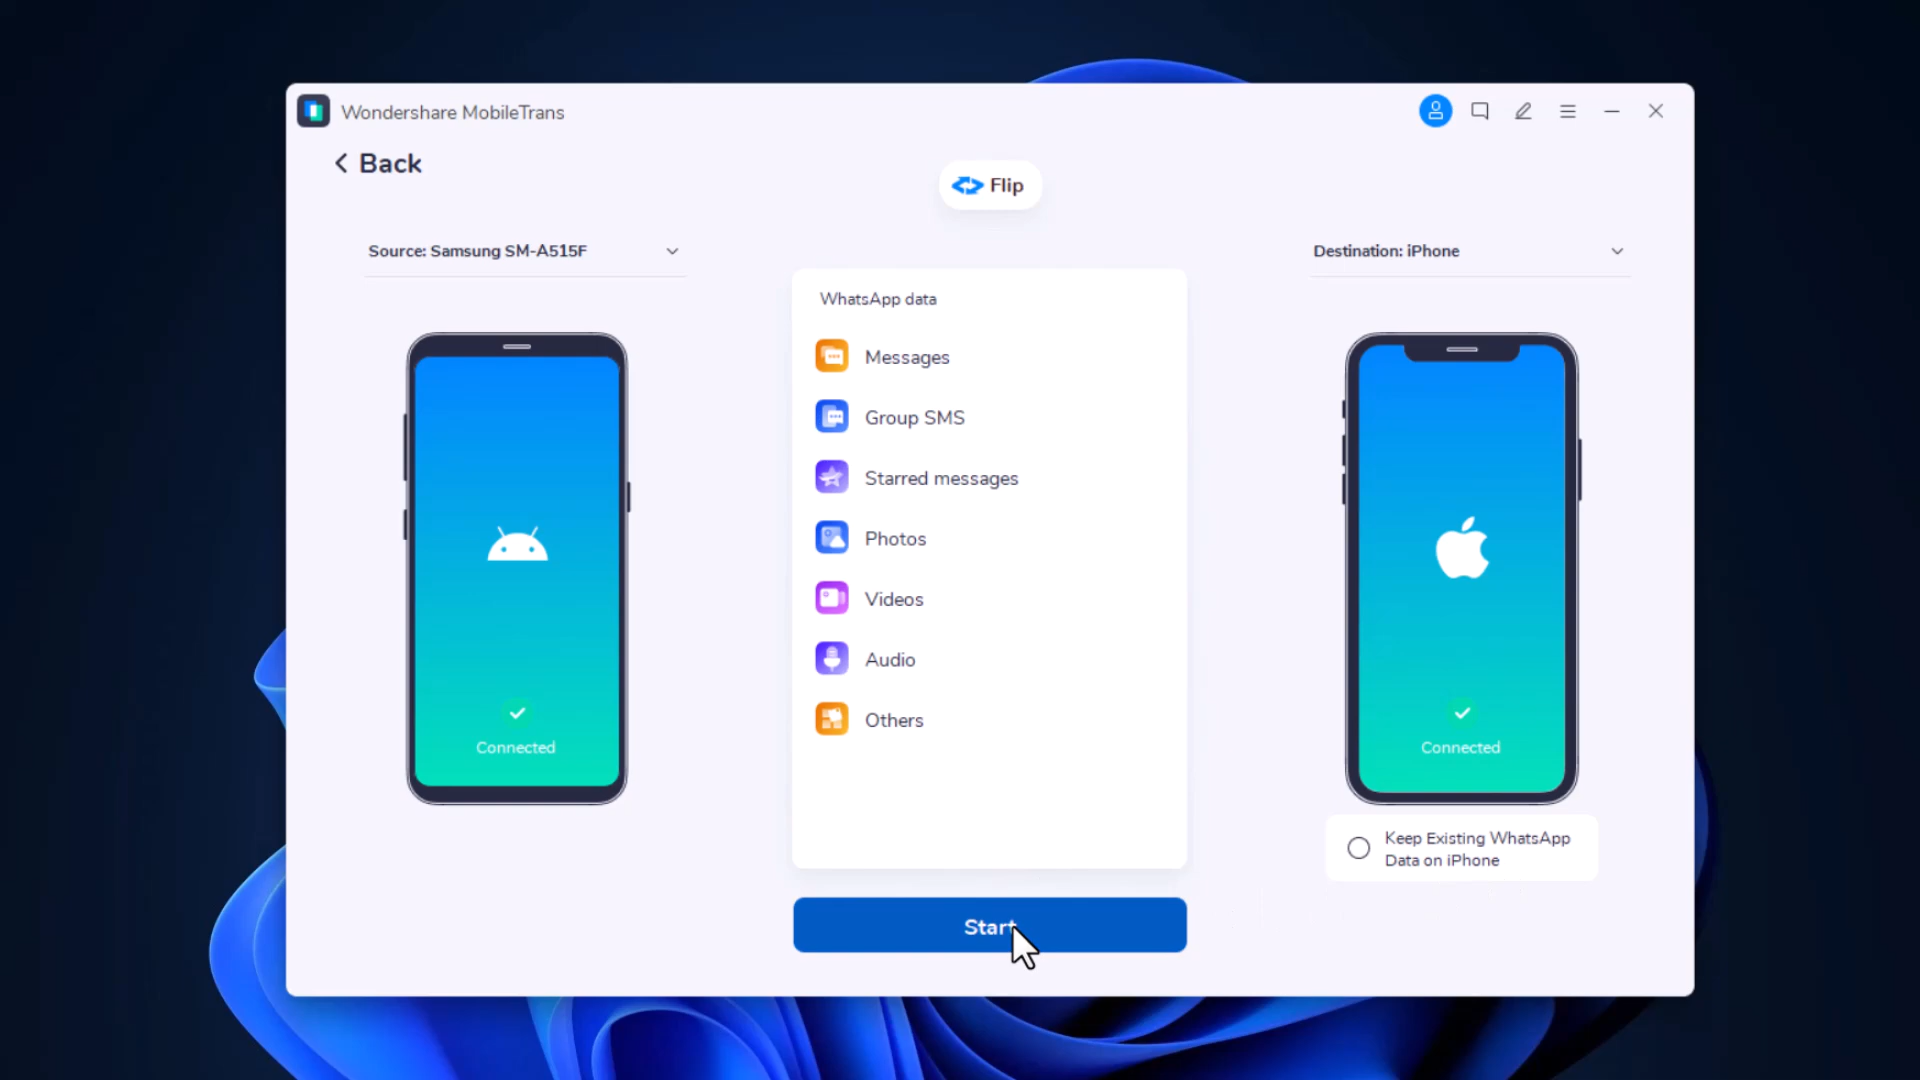 Wondershare MobileTrans
Back
Flip
Source: Samsung SM-A515F
Destination: iPhone
WhatsApp data
Messages
Group SMS
Starred messages
Photos
Videos
Audio
Others
Connected
Connected
Keep Existing WhatsApp
Data on iPhone
Start